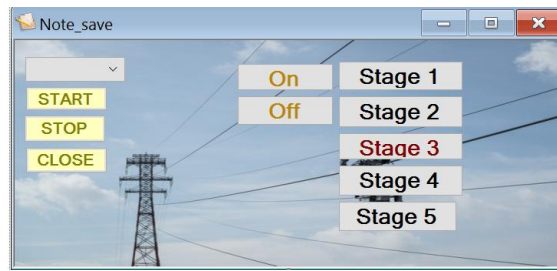 Note_save
START
STOP
CLOSE
On
Off
Stage 1
Stage 2
Stage 3
Stage 4
Stage 5